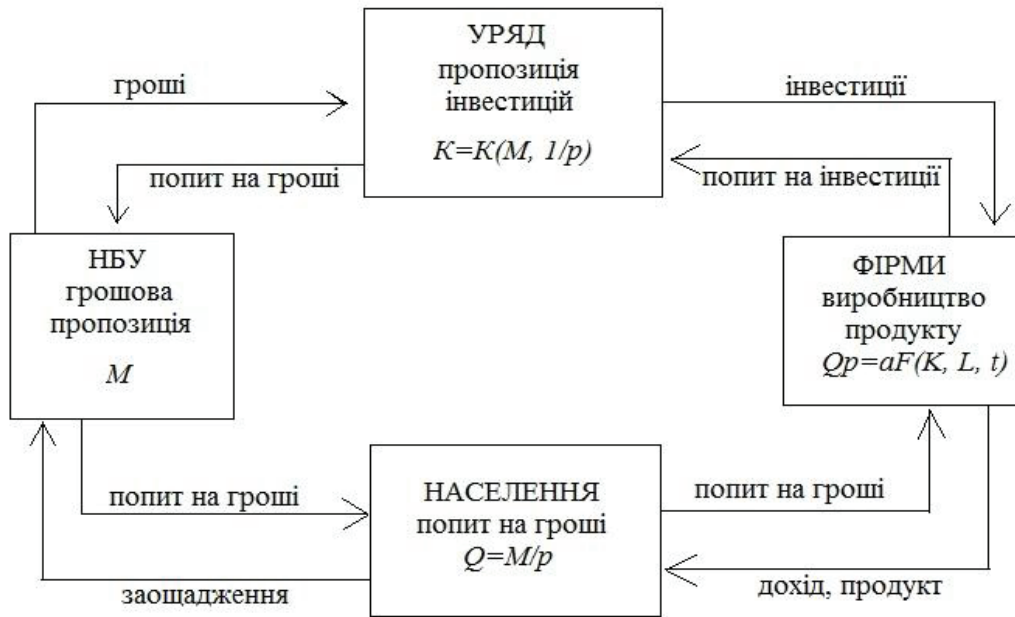 УРЯД
пропозиція
інвестицій
K=K(M, 1/p)
гроші
інвестиції
попит на гроші
попит на інвестиції
НБУ
грошова
пропозиція
M
ФІРМИ
виробництво
продукту
Qp=aF(K, L, t)
НАСЕЛЕННЯ
попит на гроші
Q=M/p
попит на гроші
попит на гроші
заощадження
дохід, продукт